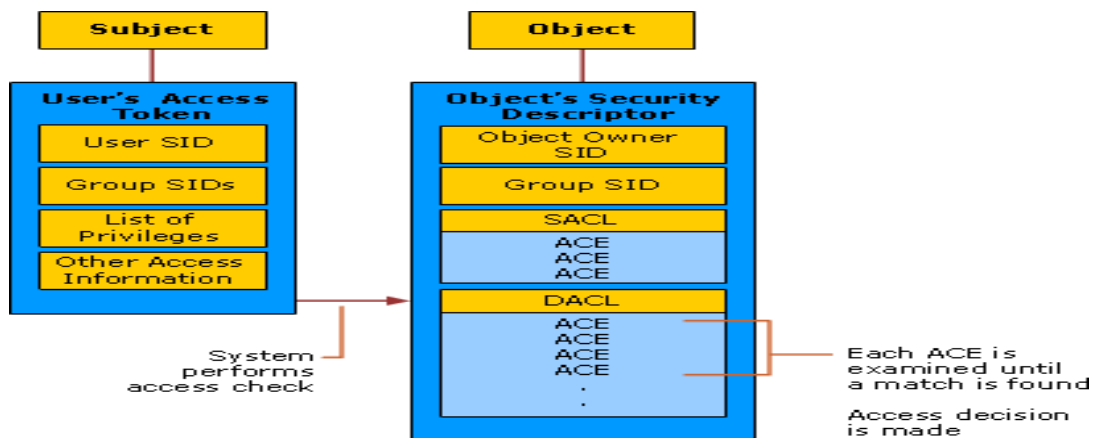 Subject
User's Access
Token
User SID
Group SIDs
List of
Privileges
Other Access
Information
System
performs
access check
Object
Object's Security
Descriptor
Object Owner
SID
Group SID
SACL
ACE
ACE
ACE
DACL
ACE
ACE
ACE
ACE
.
.
Each ACE is
examined until
a match is found
Access decision
is made